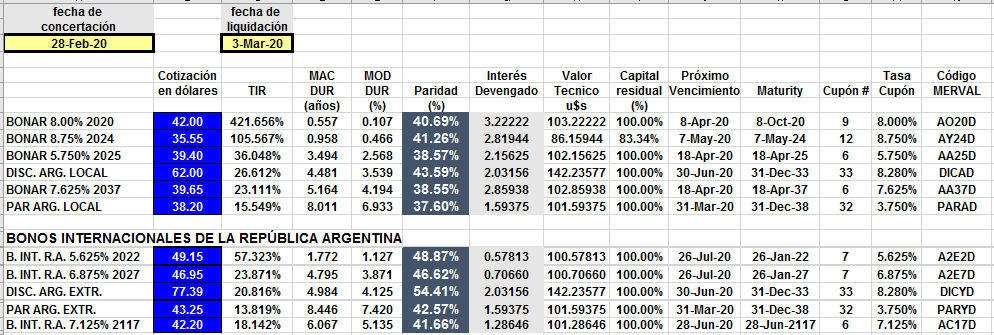 fecha de fecha de
concertación liquidación
28-Feb-20 3-Mar-20
Cotización MAC MOD Interés Valor Capital Próximo Tasa Código
en dólares TIR DUR DUR Paridad Devengado Tecnico residual Vencimiento Maturity Cupón # Cupón MERVAL
(años) (%) (%) u$s (%)
BONAR 8.00% 2020 42.00 421.656% 0.557 0.107 40.69% 3.22222 103.22222 100.00% 8-Apr-20 8-Oct-20 9 8.000% AO20D
BONAR 8.75% 2024 35.55 105.567% 0.958 0.466 41.26% 2.81944 86.15944 83.34% 7-May-20 7-May-24 12 8.750% AY24D
BONAR 5.750% 2025 39.40 36.048% 3.494 2.568 38.57% 2.15625 102.15625 100.00% 18-Apr-20 18-Apr-25 6 5.750% AA25D
DISC. ARG. LOCAL 62.00 26.612% 4.481 3.539 43.59% 2.03156 142.23577 100.00% 30-Jun-20 31-Dec-33 33 8.280% DICAD
BONAR 7.625% 2037 39.65 23.111% 5.164 4.194 38.55% 2.85938 102.85938 100.00% 18-Apr-20 18-Apr-37 6 7.625% AA37D
PAR ARG. LOCAL 38.20 15.549% 8.011 6.933 37.60% 1.59375 101.59375 100.00% 31-Mar-20 31-Dec-38 32 3.750% PARAD
BONOS INTERNACIONALES DE LA REPÚBLICA ARGENTINA
B. INT. R.A. 5.625% 2022 49.15 57.323% 1.772 1.127 48.87% 0.57813 100.57813 100.00% 26-Jul-20 26-Jan-22 7 5.625% A2E2D
B. INT. R.A. 6.875% 2027 46.95 23.871% 4.795 3.871 46.62% 0.70660 100.70660 100.00% 26-Jul-20 26-Jan-27 7 6.875% A2E7D
DISC. ARG. EXTR. 77.39 20.816% 4.984 4.125 54.41% 2.03156 142.23577 100.00% 30-Jun-20 31-Dec-33 33 8.280% DICYD
PAR ARG. EXTR. 43.25 13.819% 8.446 7.420 42.57% 1.59375 101.59375 100.00% 31-Mar-20 31-Dec-38 32 3.750% PARYD
B. INT. R.A. 7.125% 2117 42.20 18.142% 6.067 5.135 41.66% 1.28646 101.28646 100.00% 28-Jun-20 28-Jun-2117 6 7.125% AC17D